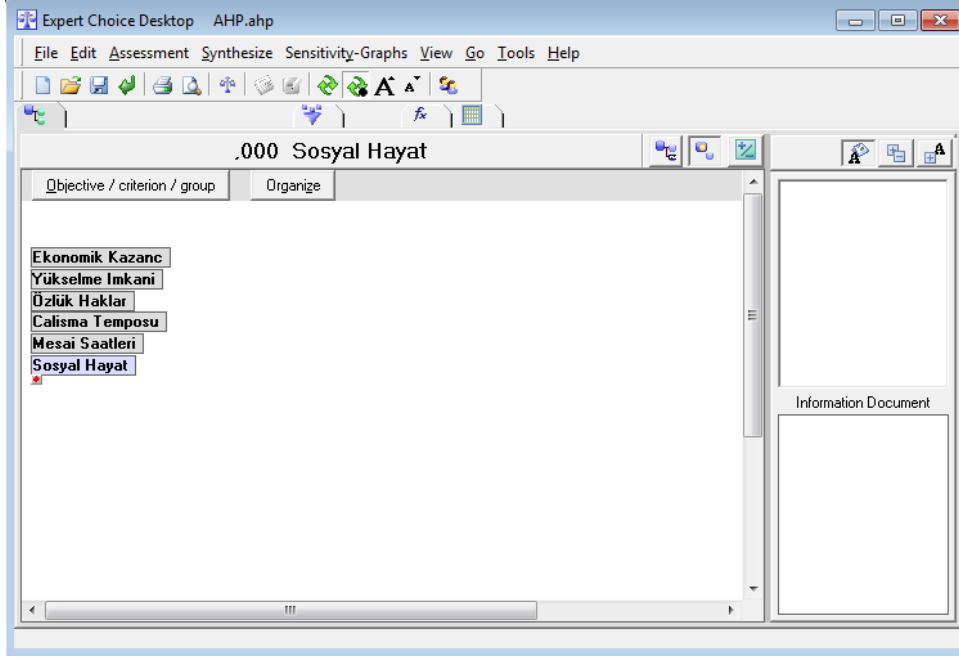 Expert Choice Desktop AHP.ahp
File Edit Assessment Synthesize Sensitivity-Graphs View Go Tools Help
,000 Sosyal Hayat
Objective / criterion / group Organize
Ekonomik Kazanc
Yükselme Imkani
Özlük Haklar
Calisma Temposu
Mesai Saatleri
Sosyal Hayat
Information Document